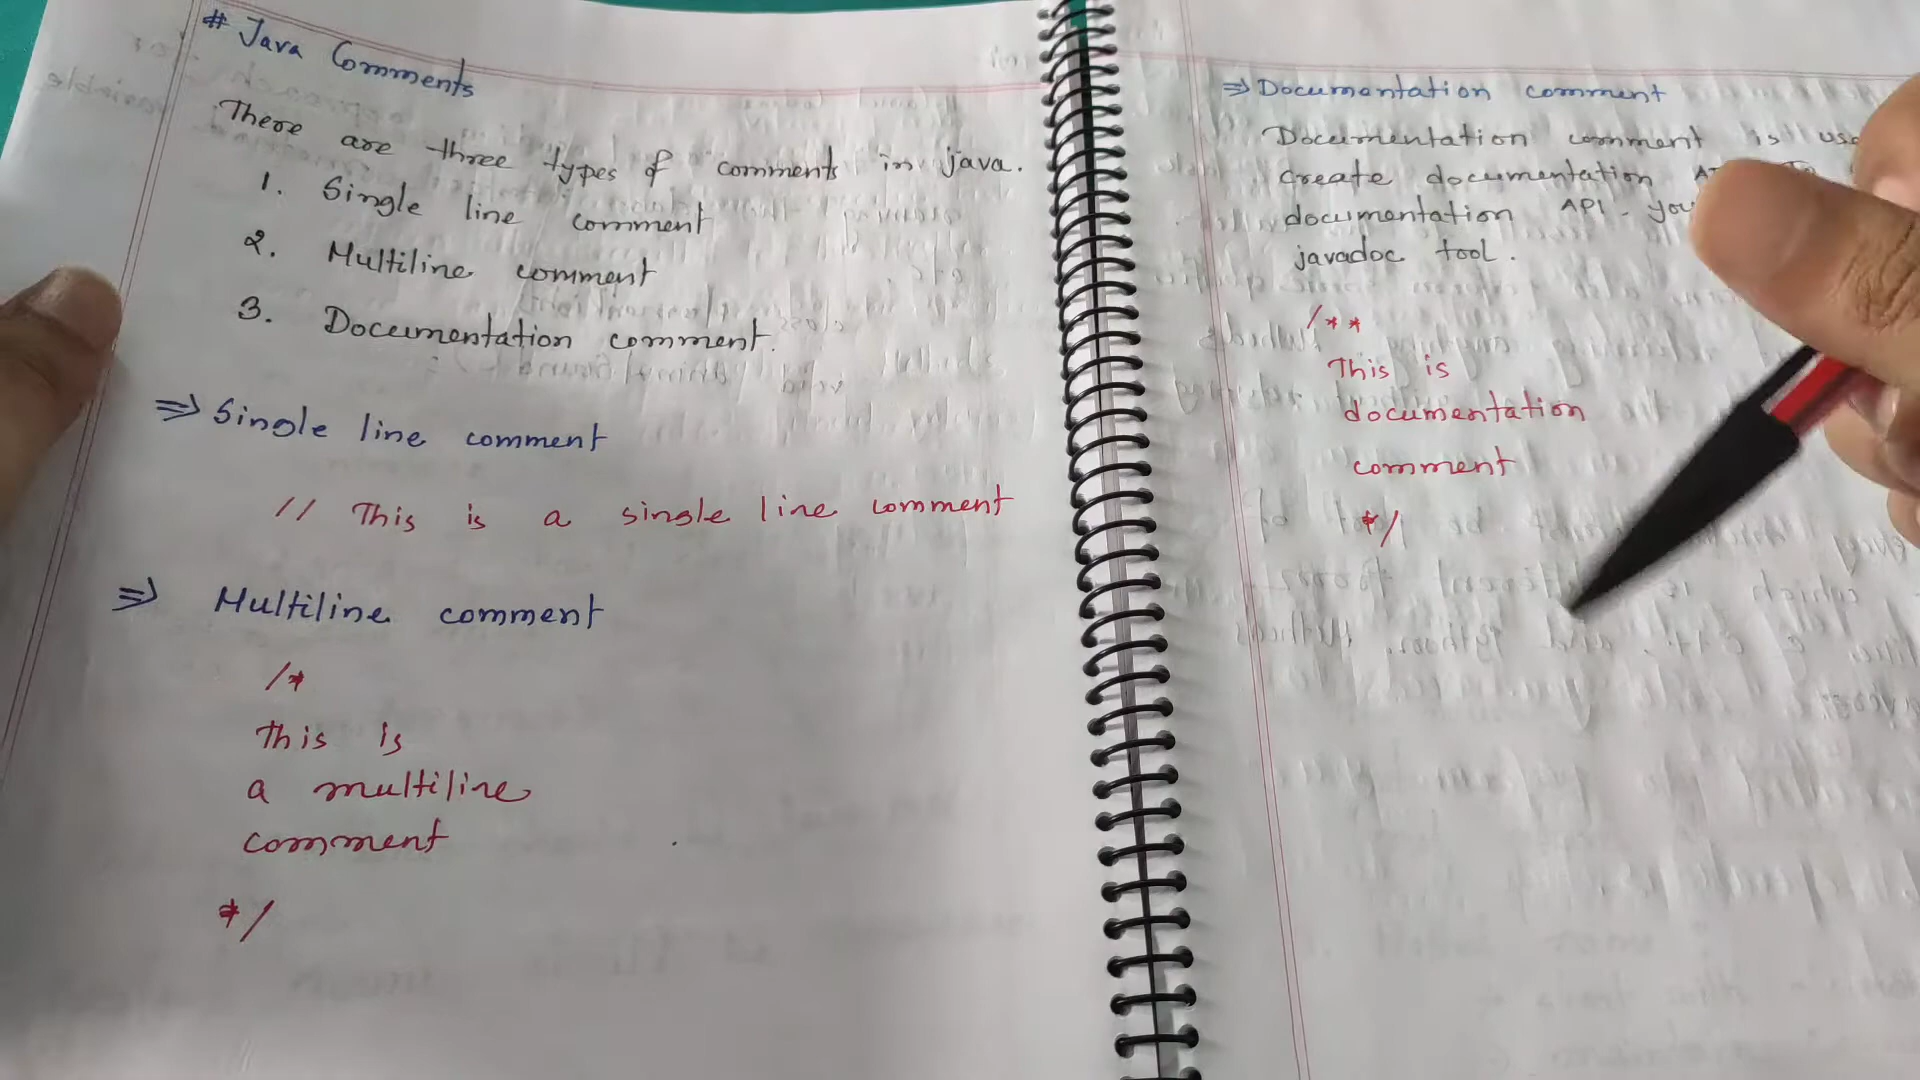 # Java Comments
There are three types of comments in java.
1. Single line comment
2. Multiline comment
3. Documentation comment.
⇒ Single line comment
// This is a single line comment
⇒ Multiline comment
/*
This is
a multiline
comment
*/
⇒ Documentation comment
Documentation comment is
create documentation
documentation API. you
javadoc tool.
/**
This is
documentation
comment
*/